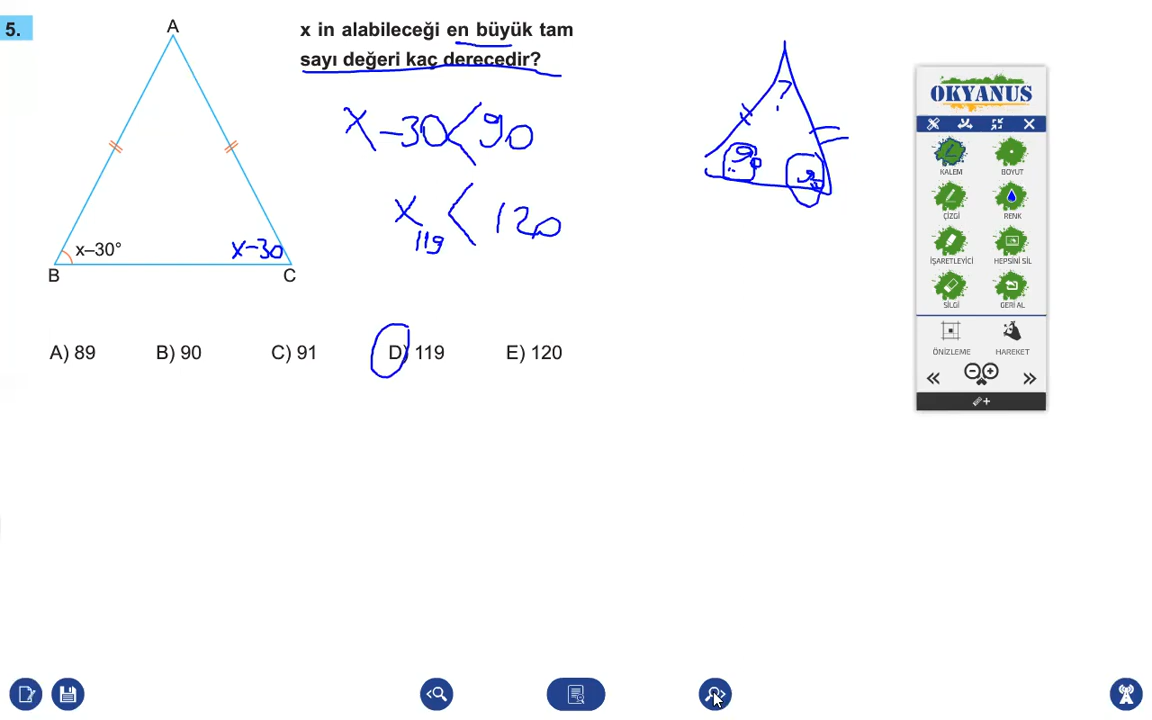 5.
A
x in alabileceği en büyük tam
sayı değeri kaç derecedir?
x-30<90
x<120
119
x–30°
x-30
B
C
A) 89
B) 90
C) 91
D) 119
E) 120
?
90
OKYANUS
KALEM
BOYUT
ÇİZGİ
RENK
İŞARETLEYİCİ
HEPSİNİ SİL
SİLGİ
GERİ AL
ÖNİZLEME
HAREKET